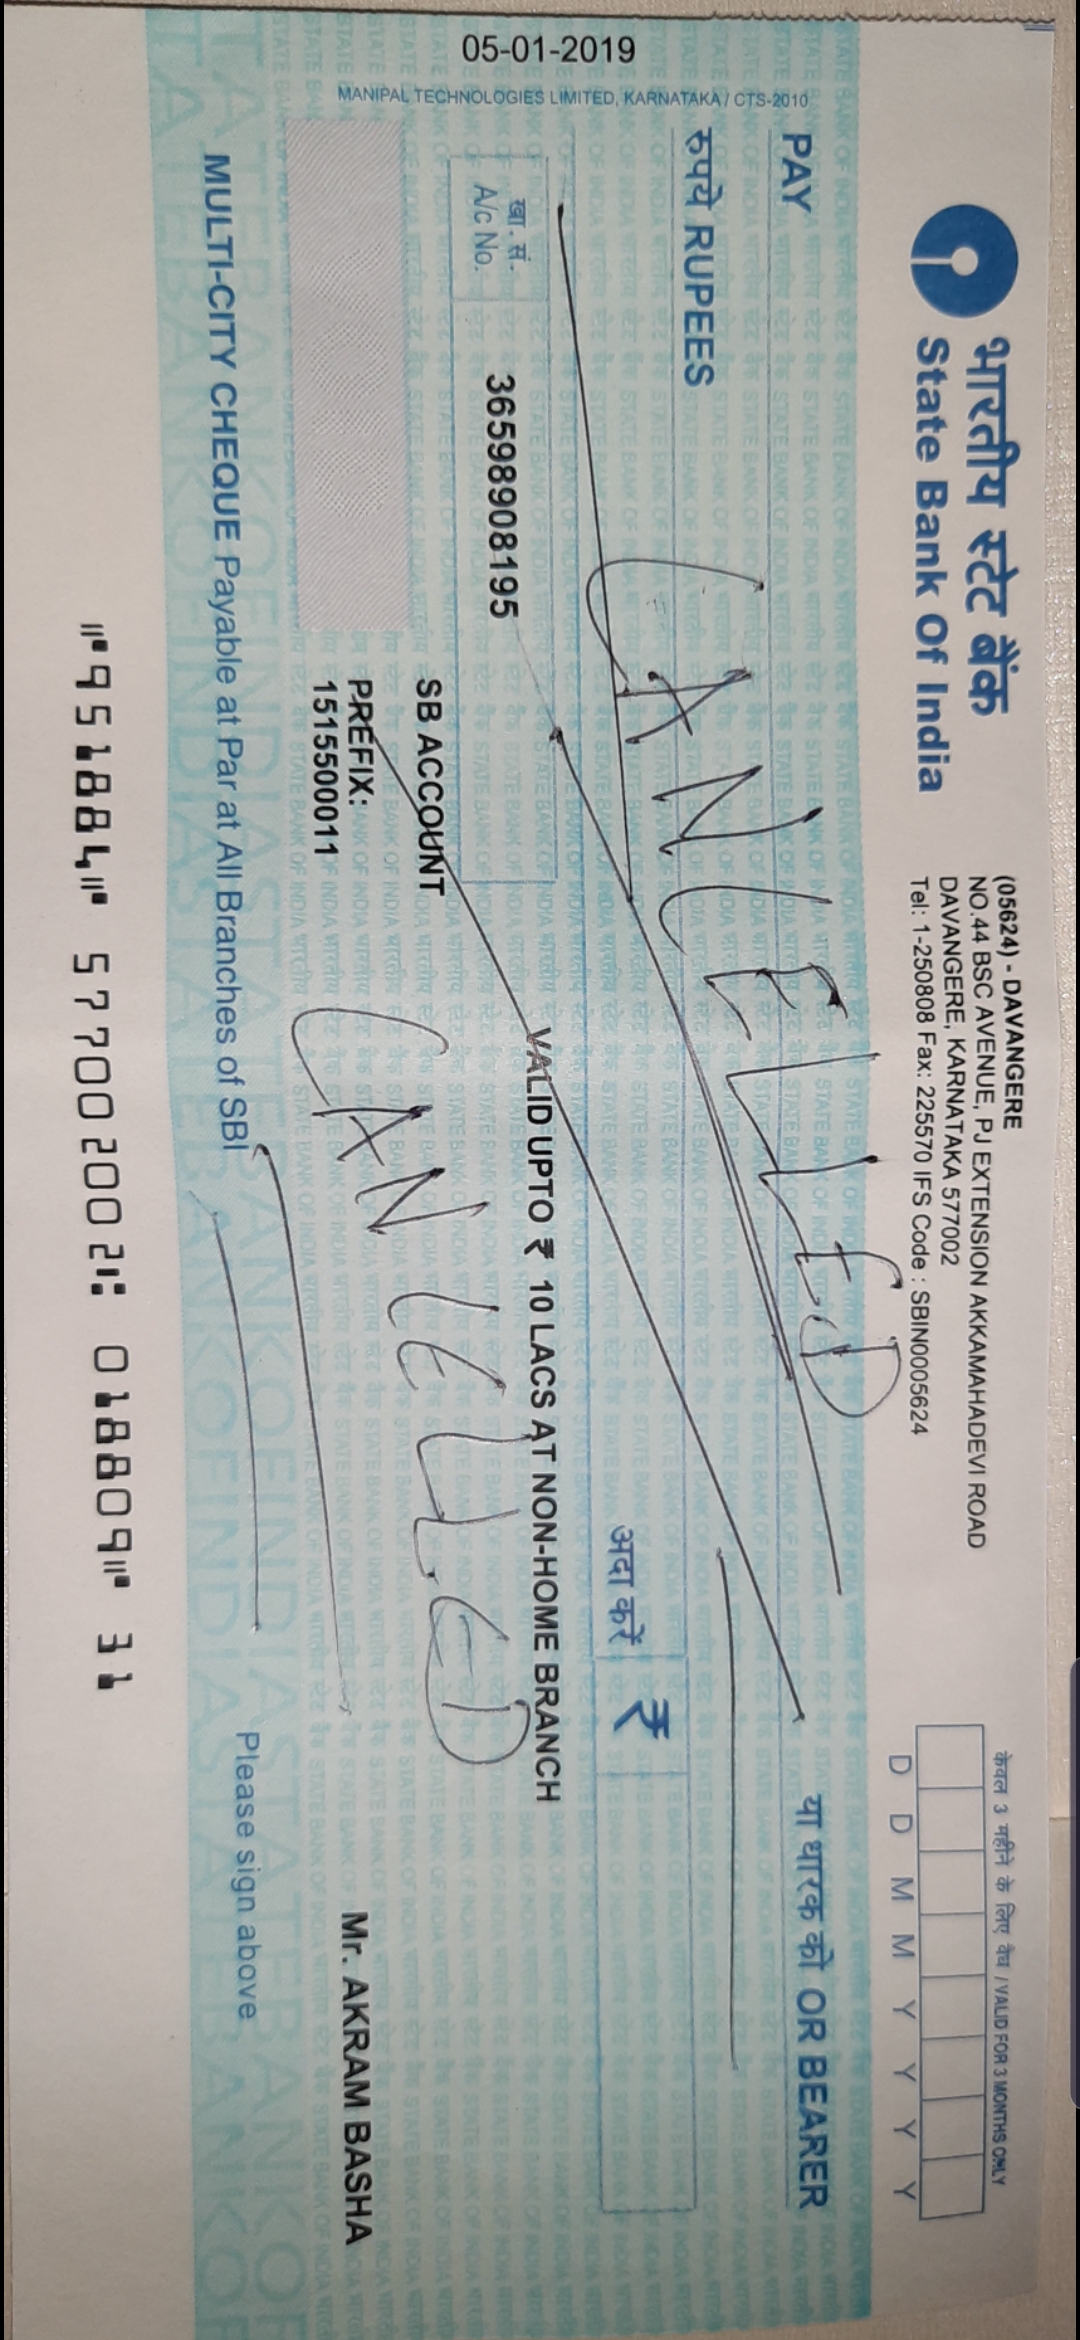 भारतीय स्टेट बैंक
State Bank Of India
(05624) - DAVANGERE
NO.44 BSC AVENUE, PJ EXTENSION AKKAMAHADEVI ROAD
DAVANGERE, KARNATAKA 577002
Tel: 1-250808 Fax: 225570 IFS Code : SBIN0005624
केवल 3 महीने के लिए वैध / VALID FOR 3 MONTHS ONLY
D D M M Y Y Y Y
PAY
या धारक को OR BEARER
CANCELLED
रुपये RUPEES
अदा करें ₹
खा. सं.
A/c No.
36598908195
VALID UPTO ₹ 10 LACS AT NON-HOME BRANCH
SB ACCOUNT
CANCELLED
PREFIX:
1515500011
Mr. AKRAM BASHA
MULTI-CITY CHEQUE Payable at Par at All Branches of SBI
Please sign above
⑈951884⑈ 577002002⑆ 018809⑈ 31
05-01-2019
MANIPAL TECHNOLOGIES LIMITED, KARNATAKA / CTS-2010